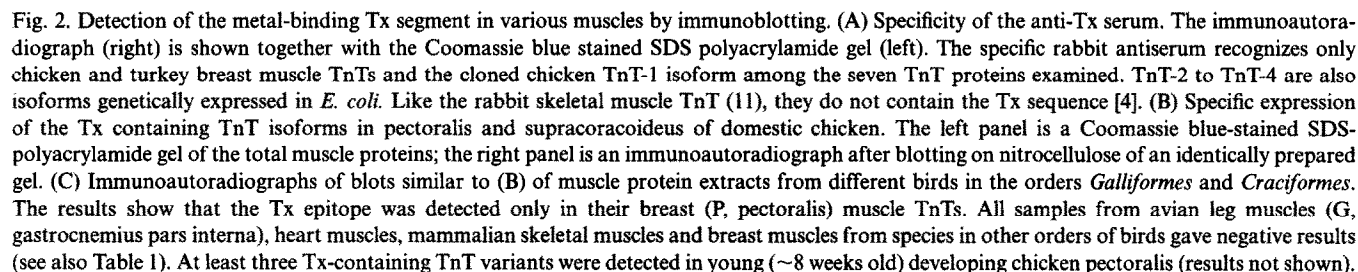 Fig. 2. Detection of the metal-binding Tx segment in various muscles by immunoblotting. (A) Specificity of the anti-Tx serum. The immunoautora-
diograph (right) is shown together with the Coomassie blue stained SDS polyacrylamide gel (left). The specific rabbit antiserum recognizes only
chicken and turkey breast muscle TnTs and the cloned chicken TnT-1 isoform among the seven TnT proteins examined. TnT-2 to TnT-4 are also
isoforms genetically expressed in E. coli. Like the rabbit skeletal muscle TnT (11), they do not contain the Tx sequence [4]. (B) Specific expression
of the Tx containing TnT isoforms in pectoralis and supracoracoideus of domestic chicken. The left panel is a Coomassie blue-stained SDS-
polyacrylamide gel of the total muscle proteins; the right panel is an immunoautoradiograph after blotting on nitrocellulose of an identically prepared
gel. (C) Immunoautoradiographs of blots similar to (B) of muscle protein extracts from different birds in the orders Galliformes and Craciformes.
The results show that the Tx epitope was detected only in their breast (P, pectoralis) muscle TnTs. All samples from avian leg muscles (G,
gastrocnemius pars interna), heart muscles, mammalian skeletal muscles and breast muscles from species in other orders of birds gave negative results
(see also Table 1). At least three Tx-containing TnT variants were detected in young (~8 weeks old) developing chicken pectoralis (results not shown).